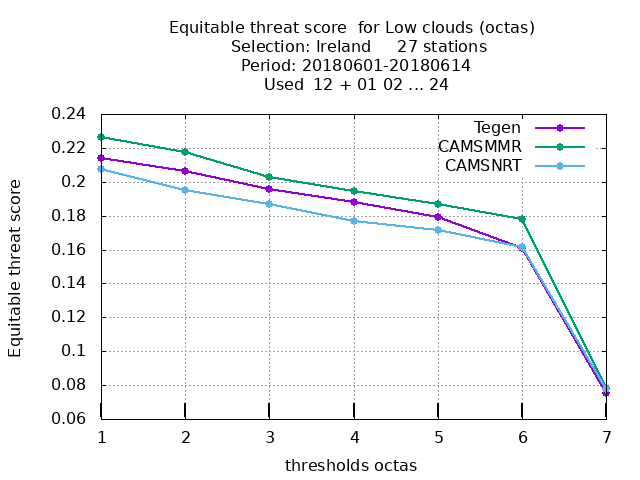 Equitable threat score  for Low clouds (octas)
Selection: Ireland     27 stations
Period: 20180601-20180614
Used  12 + 01 02 ... 24
Tegen
CAMSMMR
CAMSNRT
Equitable threat score
0.24
0.22
0.2
0.18
0.16
0.14
0.12
0.1
0.08
0.06
1 2 3 4 5 6 7
thresholds octas